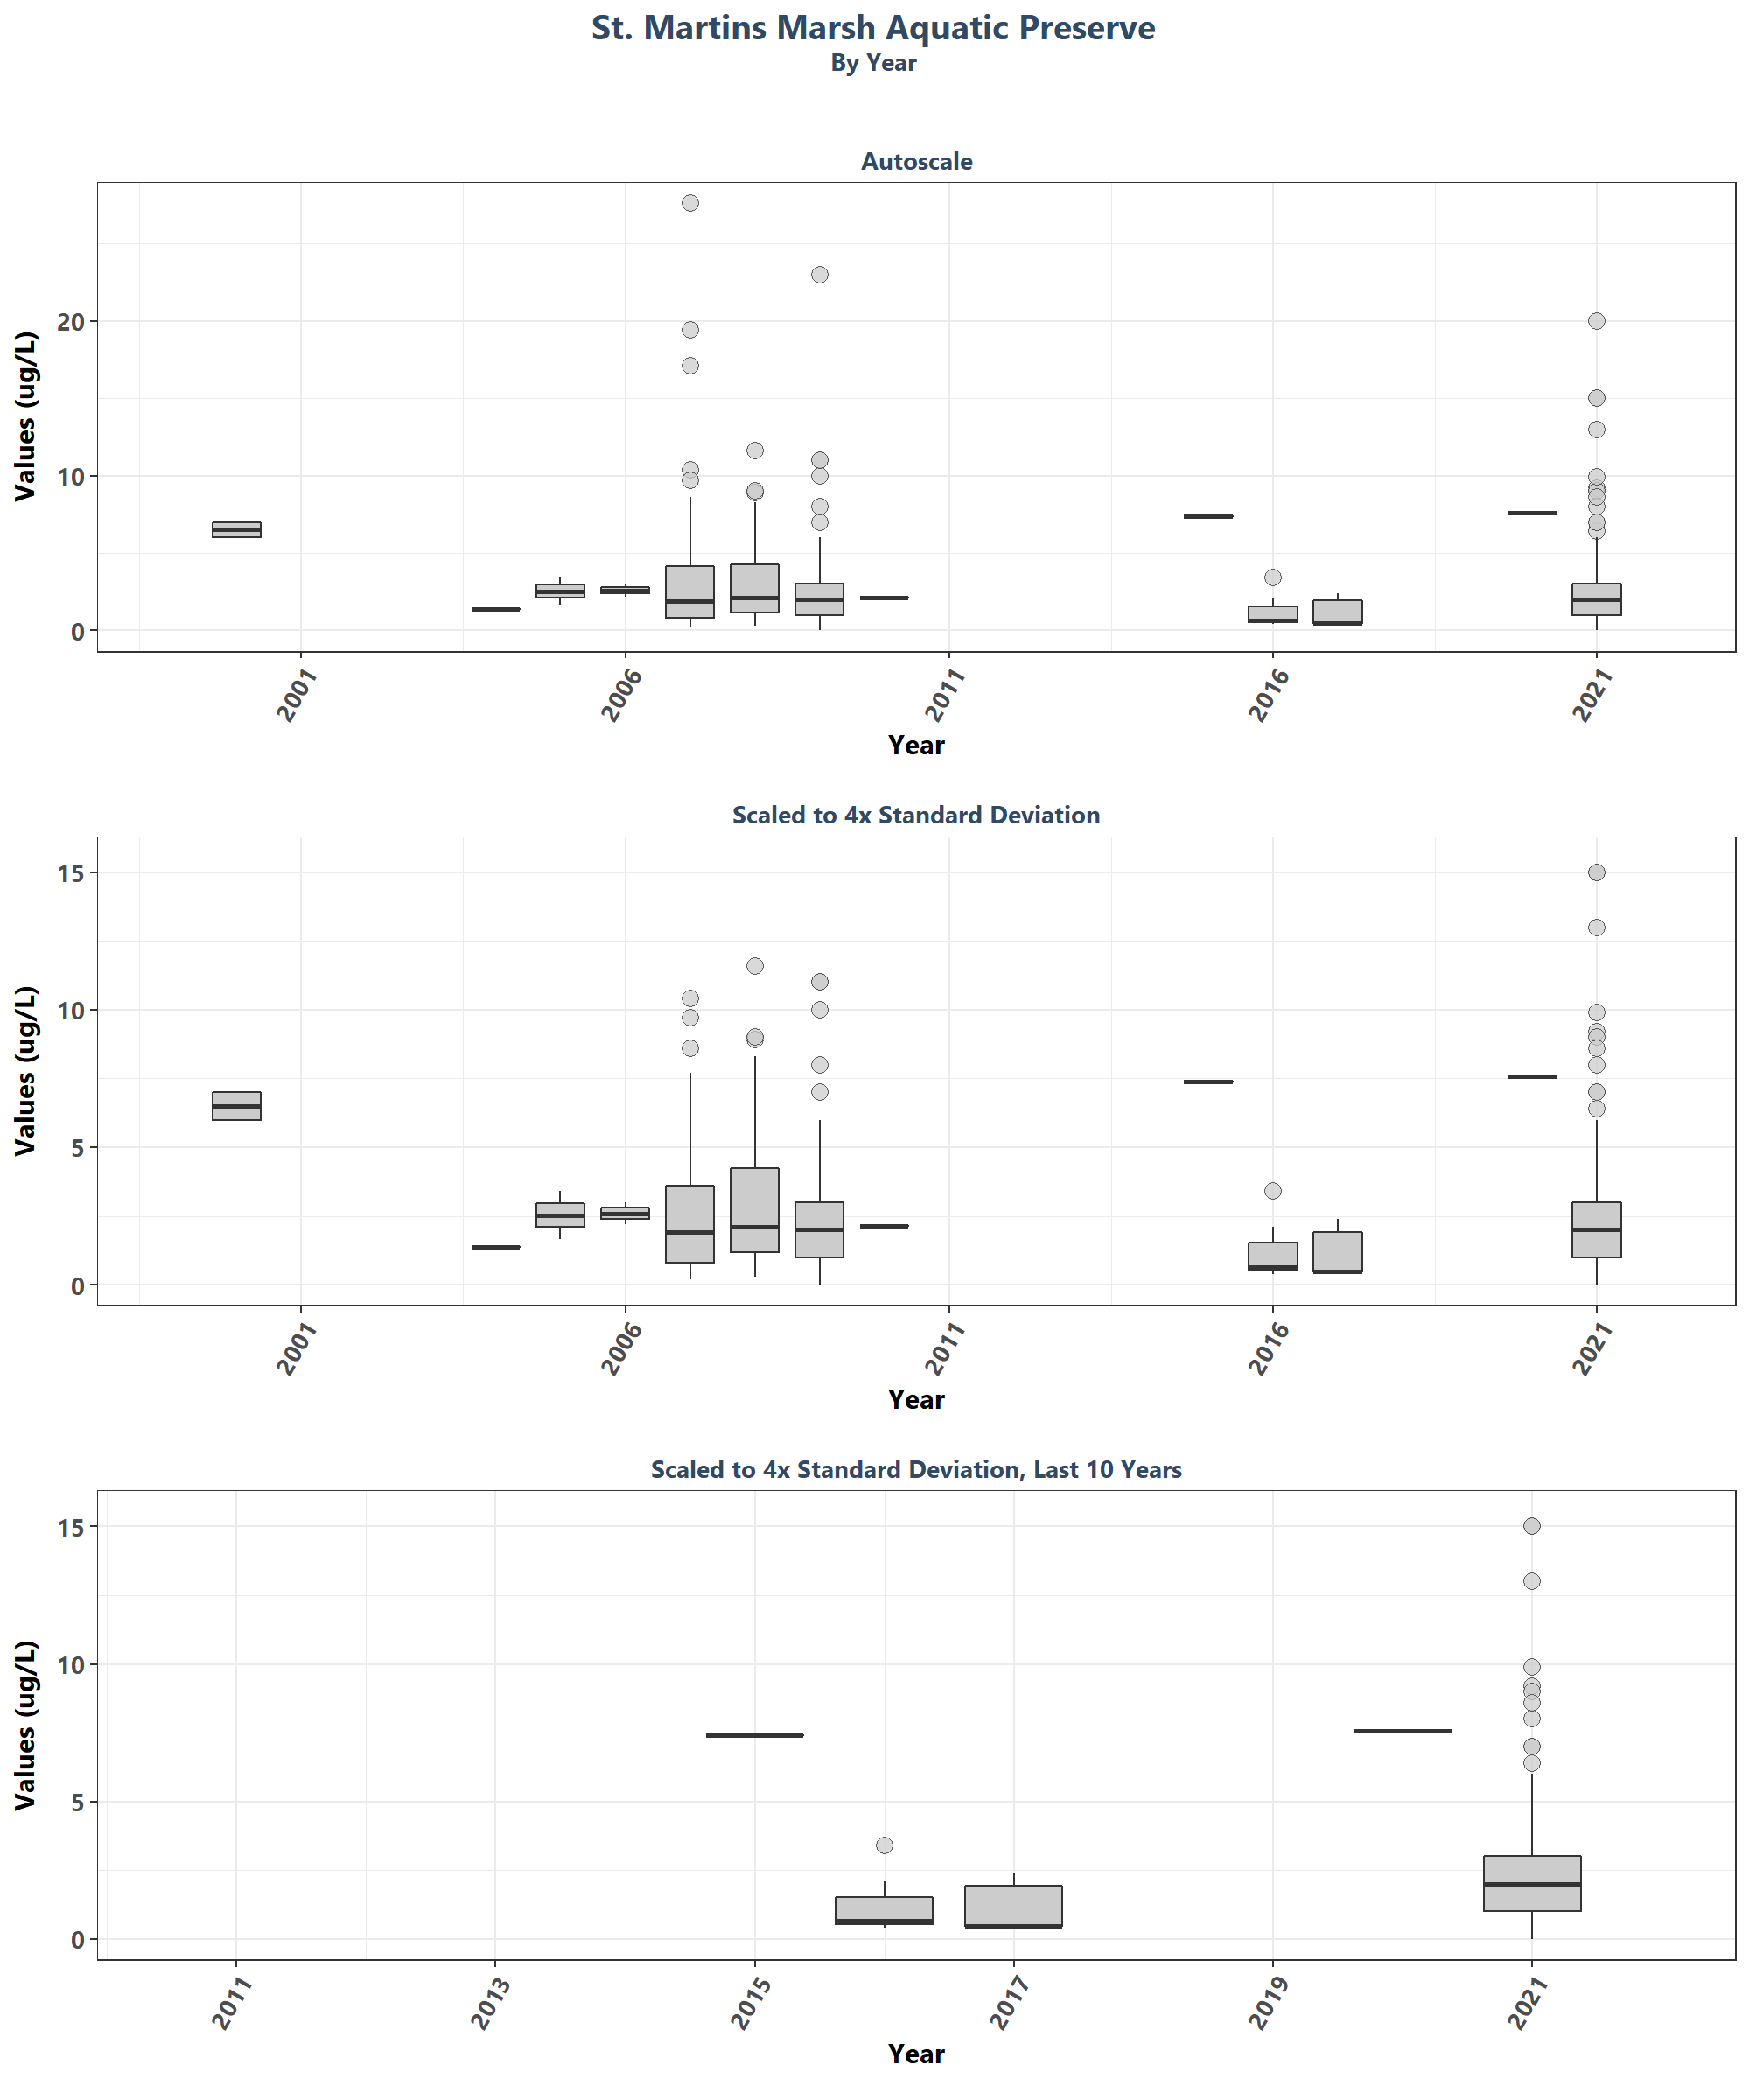 St. Martins Marsh Aquatic Preserve
By Year
Autoscale
Values (ug/L)
20
10
0
2001 2006 2011 2016 2021
Year
Scaled to 4x Standard Deviation
Values (ug/L)
15
10
5
0
2001 2006 2011 2016 2021
Year
Scaled to 4x Standard Deviation, Last 10 Years
Values (ug/L)
15
10
5
0
2011 2013 2015 2017 2019 2021
Year